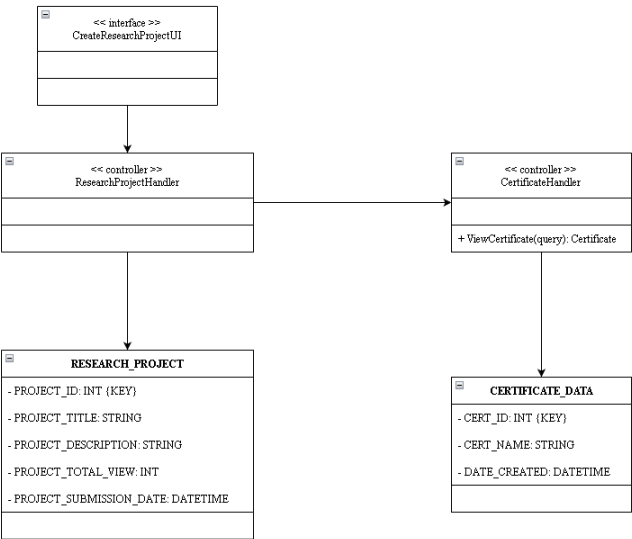 << interface >>
CreateResearchProjectUI
<< controller >>
ResearchProjectHandler
<< controller >>
CertificateHandler
+ ViewCertificate(query): Certificate
RESEARCH_PROJECT
- PROJECT_ID: INT {KEY}
- PROJECT_TITLE: STRING
- PROJECT_DESCRIPTION: STRING
- PROJECT_TOTAL_VIEW: INT
- PROJECT_SUBMISSION_DATE: DATETIME
CERTIFICATE_DATA
- CERT_ID: INT {KEY}
- CERT_NAME: STRING
- DATE_CREATED: DATETIME